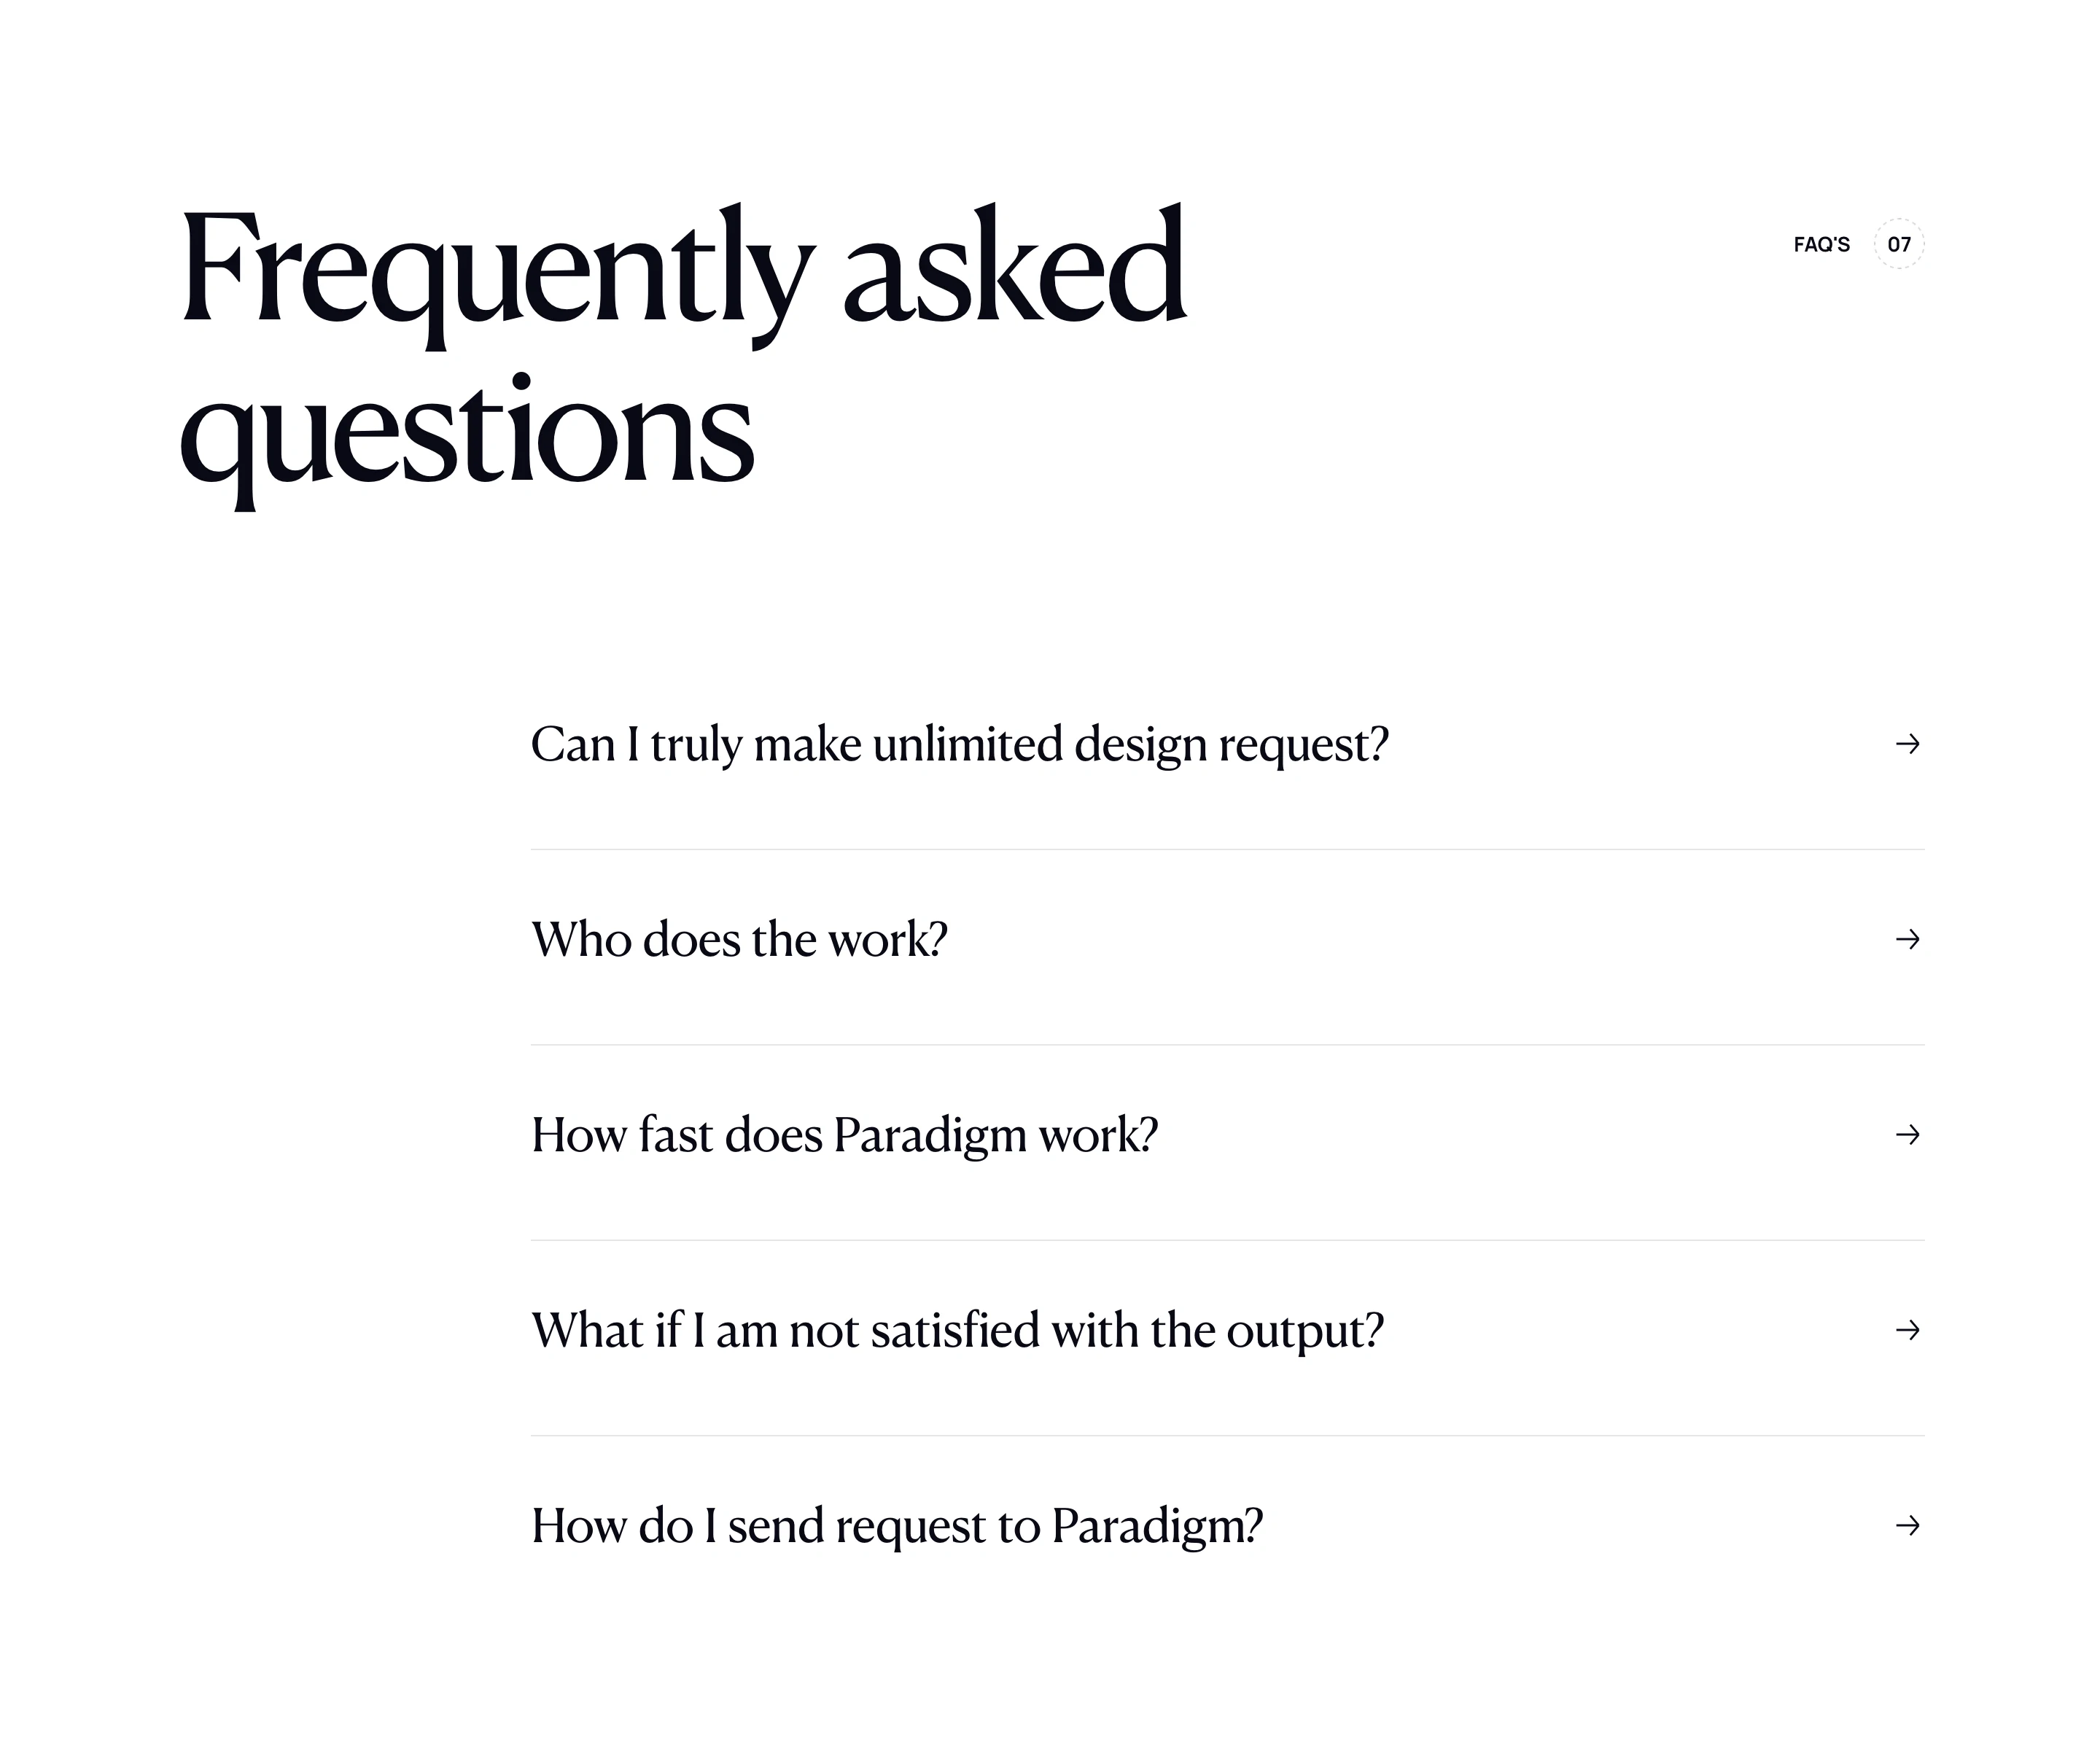 Frequently asked
questions
FAQ'S 07
Can I truly make unlimited design request?
Who does the work?
How fast does Paradigm work?
What if I am not satisfied with the output?
How do I send request to Paradigm?